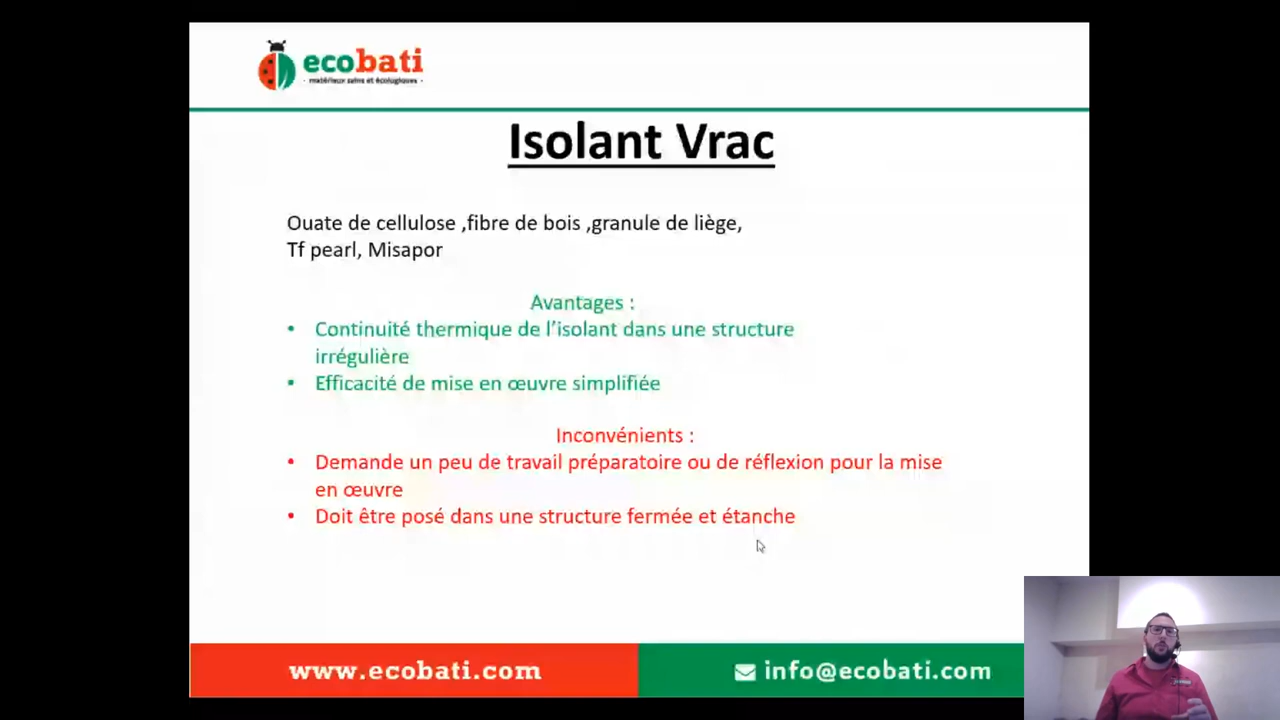 ecobati
matériaux sains et écologiques
Isolant Vrac
Ouate de cellulose ,fibre de bois ,granule de liège,
Tf pearl, Misapor
Avantages :
• Continuité thermique de l’isolant dans une structure
irrégulière
• Efficacité de mise en œuvre simplifiée
Inconvénients :
• Demande un peu de travail préparatoire ou de réflexion pour la mise
en œuvre
• Doit être posé dans une structure fermée et étanche
www.ecobati.com
info@ecobati.com